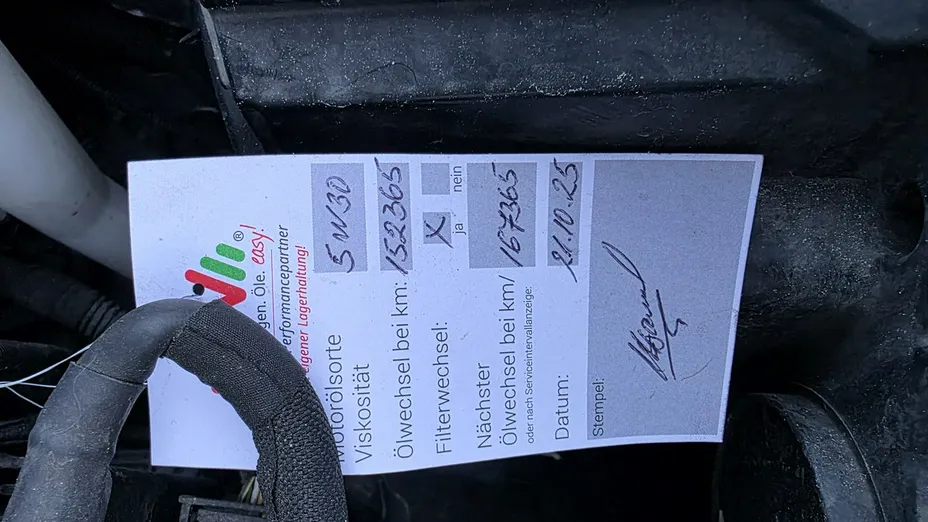 ®
gen. Öle. easy!
erformancepartner
igener Lagerhaltung!
Motorölsorte
Viskosität 5W30
Ölwechsel bei km: 152365
Filterwechsel: X ja nein
Nächster
Ölwechsel bei km/ 167365
oder nach Serviceintervallanzeige:
Datum: 21.10.25
Stempel: